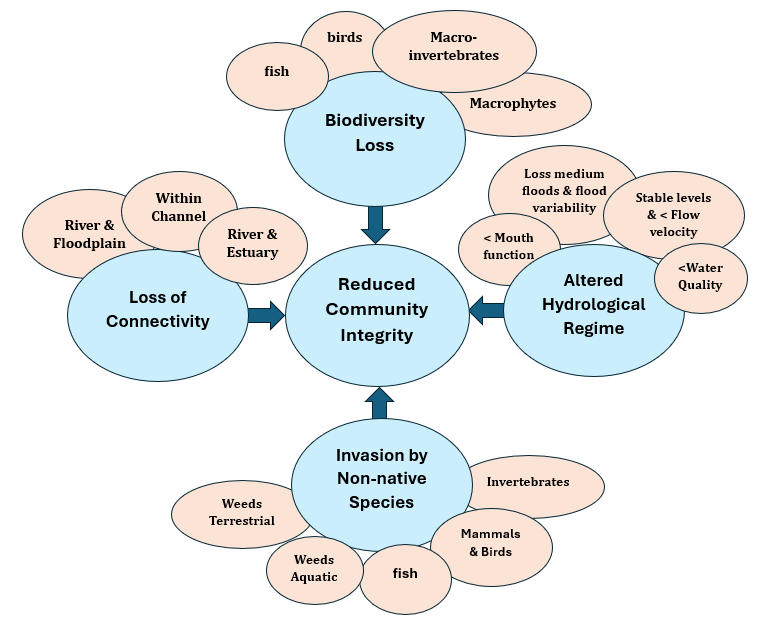 birds
Macro-
invertebrates
fish
Macrophytes
Biodiversity
Loss
Loss medium
floods & flood
variability
Stable levels
& < Flow
velocity
< Mouth
function
<Water
Quality
Altered
Hydrological
Regime
River &
Floodplain
Within
Channel
River &
Estuary
Loss of
Connectivity
Reduced
Community
Integrity
Invasion by
Non-native
Species
Weeds
Terrestrial
Weeds
Aquatic
fish
Mammals
& Birds
Invertebrates